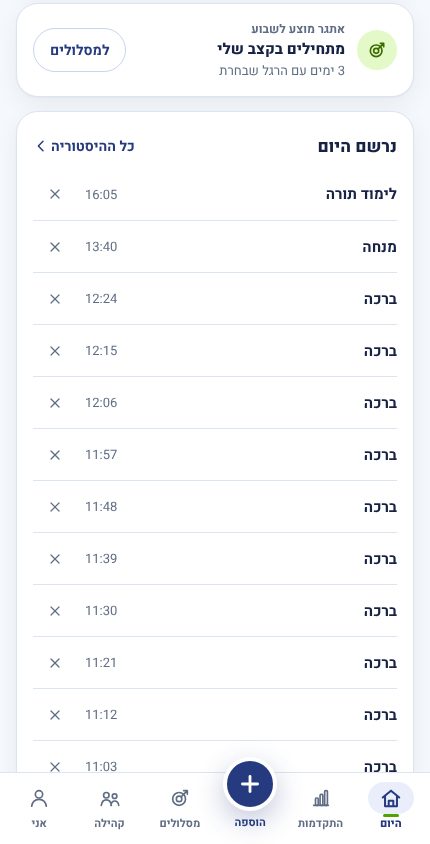 אתגר מוצע לשבוע
מתחילים בקצב שלי
3 ימים עם הרגל שבחרת
למסלולים
נרשם היום
כל ההיסטוריה
לימוד תורה 16:05
מנחה 13:40
ברכה 12:24
ברכה 12:15
ברכה 12:06
ברכה 11:57
ברכה 11:48
ברכה 11:39
ברכה 11:30
ברכה 11:21
ברכה 11:12
ברכה 11:03
היום
התקדמות
הוספה
מסלולים
קהילה
אני